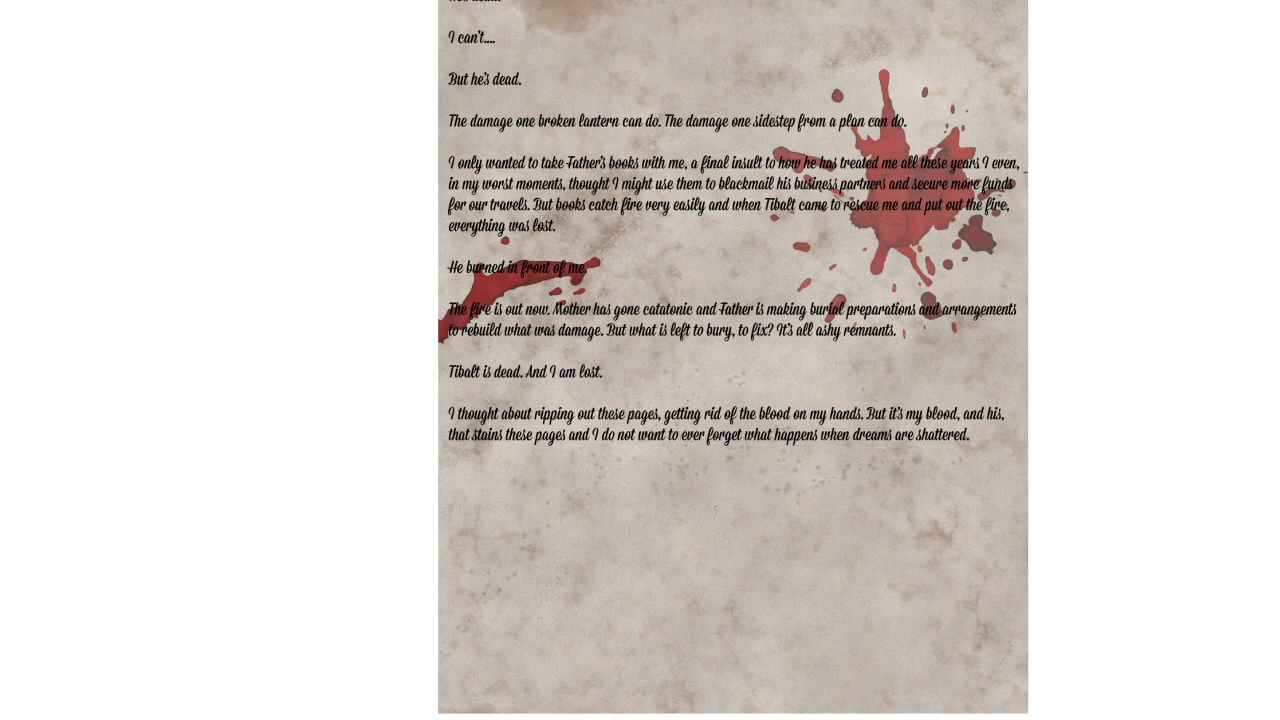 I can't....
But he's dead.
The damage one broken lantern can do. The damage one sidestep from a plan can do.
I only wanted to take Father's books with me, a final insult to how he has treated me all these years I even,
in my worst moments, thought I might use them to blackmail his business partners and secure more funds
for our travels. But books catch fire very easily and when Tibalt came to rescue me and put out the fire,
everything was lost.
He burned in front of me.
The fire is out now. Mother has gone catatonic and Father is making burial preparations and arrangements
to rebuild what was damage. But what is left to bury, to fix? It's all ashy remnants.
Tibalt is dead. And I am lost.
I thought about ripping out these pages, getting rid of the blood on my hands. But it's my blood, and his,
that stains these pages and I do not want to ever forget what happens when dreams are shattered.